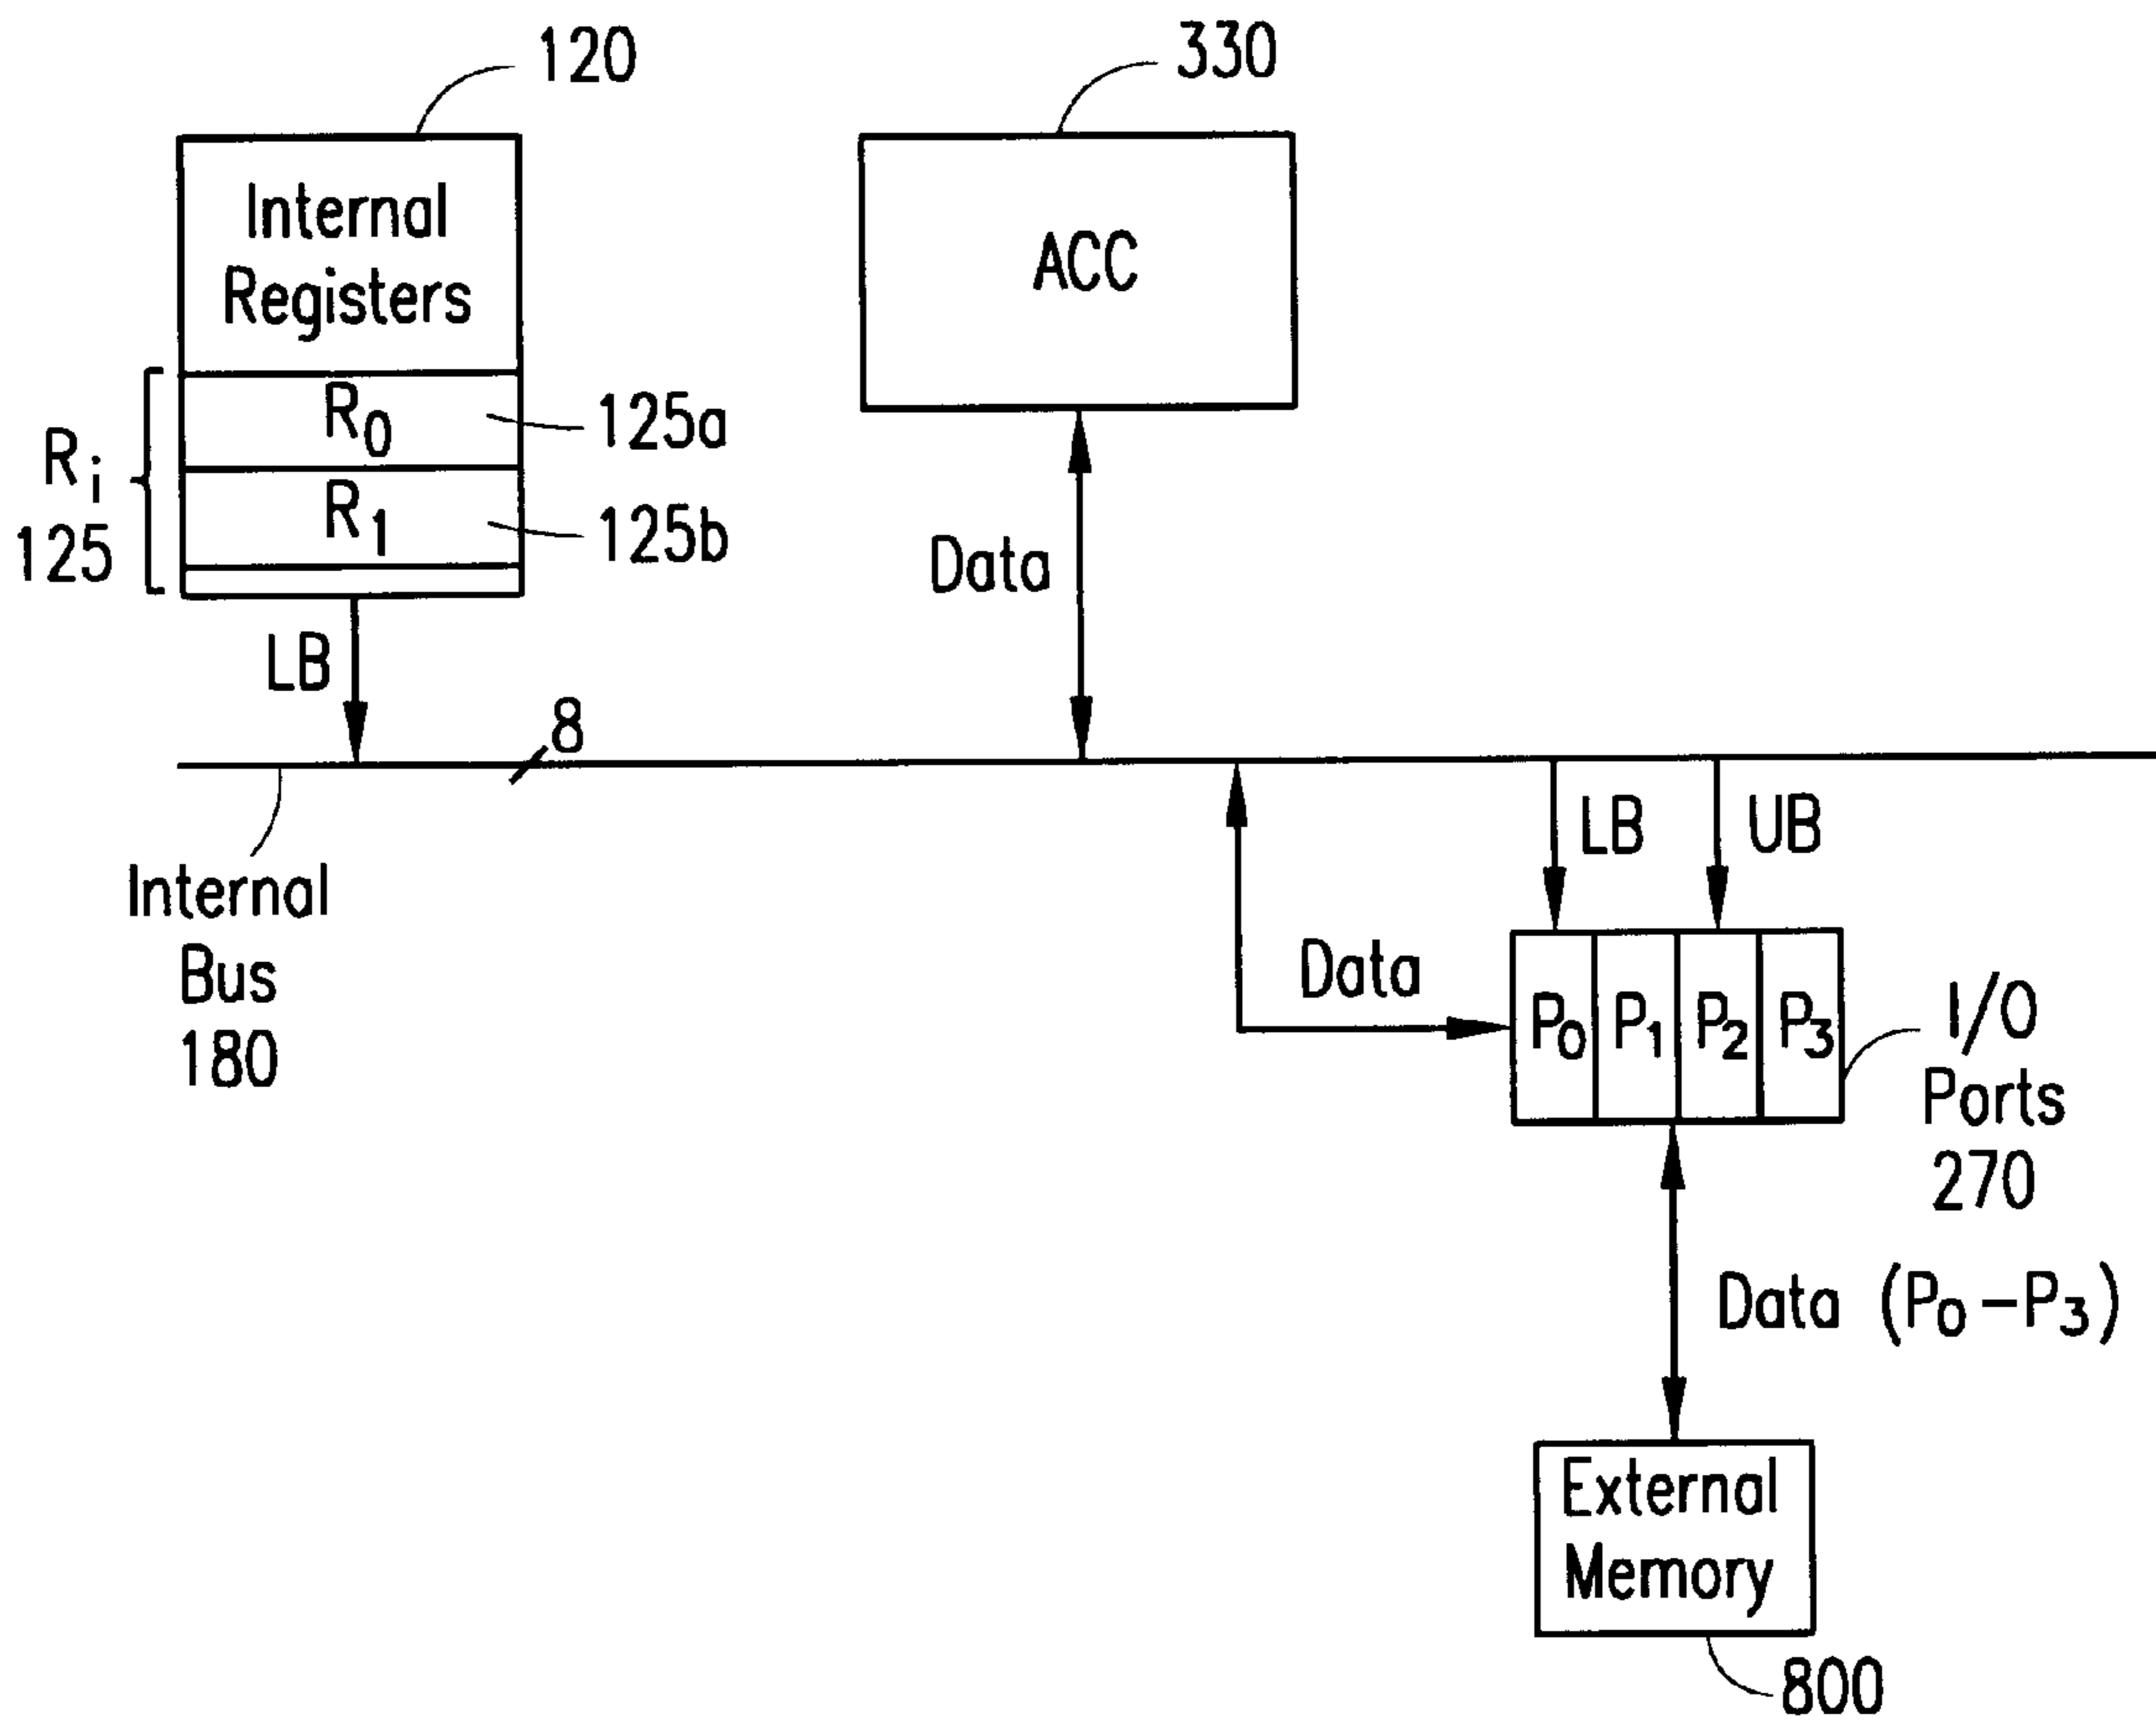 120
330
Internal
Registers
ACC
R0
125a
Ri
125
R1
125b
Data
LB
8
LB
UB
Internal
Bus
180
Data
P0 P1 P2 P3
I/O
Ports
270
Data (P0-P3)
External
Memory
800